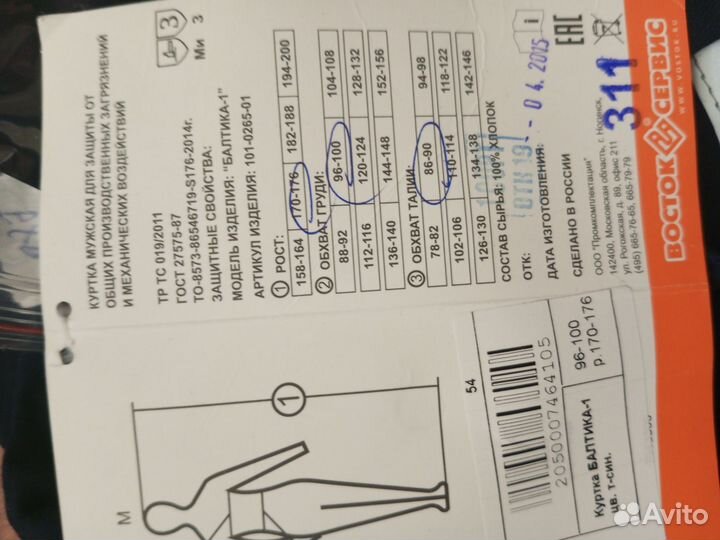 КУРТКА МУЖСКАЯ ДЛЯ ЗАЩИТЫ ОТ
ОБЩИХ ПРОИЗВОДСТВЕННЫХ ЗАГРЯЗНЕНИЙ
И МЕХАНИЧЕСКИХ ВОЗДЕЙСТВИЙ
З
Ми З
ТР ТС 019/2011
ГОСТ 27575-87
ТО-8573-86546719-S176-2014г.
ЗАЩИТНЫЕ СВОЙСТВА:
МОДЕЛЬ ИЗДЕЛИЯ: "БАЛТИКА-1"
АРТИКУЛ ИЗДЕЛИЯ: 101-0265-01
1 РОСТ:
158-164 170-176 182-188 194-200
2 ОБХВАТ ГРУДИ:
88-92 96-100 104-108
112-116 120-124 128-132
136-140 144-148 152-156
3 ОБХВАТ ТАЛИИ:
78-82 86-90 94-98
102-106 110-114 118-122
126-130 134-138 142-146
СОСТАВ СЫРЬЯ: 100% ХЛОПОК
ОТК:
ДАТА ИЗГОТОВЛЕНИЯ: - 04. 2015
СДЕЛАНО В РОССИИ
ООО "Промкомплектация"
142400, Московская область, г. Ногинск,
ул. Рогожская, д. 89, офис 211
(495) 665-76-65, 665-79-79
i
EAC
311
ВОСТОК СЕРВИС
www.vostok.ru
М
1
54
2050007464105
96-100
р.170-176
Куртка БАЛТИКА-1
цв. т-син.
Avito